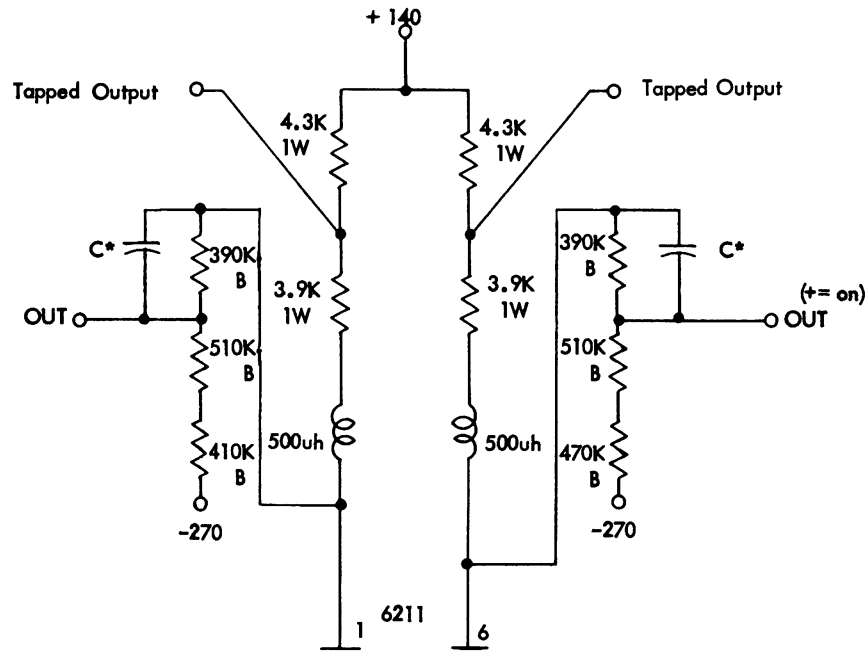 + 140
Tapped Output
Tapped Output
4.3K
1W
4.3K
1W
C*
390K
B
3.9K
1W
3.9K
1W
390K
B
C*
(+= on)
OUT
OUT
510K
B
510K
B
410K
B
500uh
500uh
470K
B
-270
-270
6211
1
6